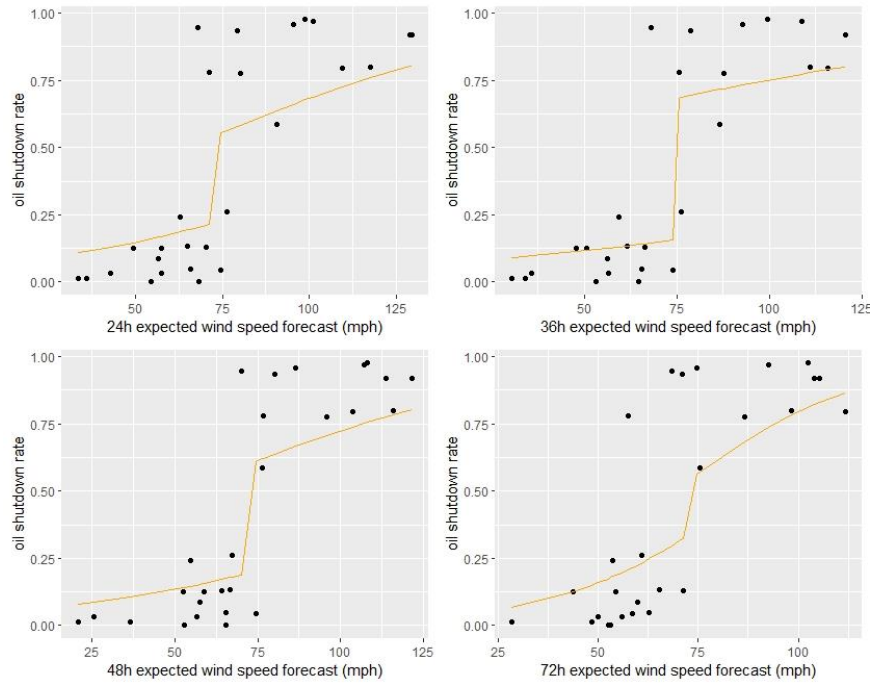 1.00
0.75
0.50
0.25
0.00
oil shutdown rate
50 75 100 125
24h expected wind speed forecast (mph)
1.00
0.75
0.50
0.25
0.00
oil shutdown rate
50 75 100 125
36h expected wind speed forecast (mph)
1.00
0.75
0.50
0.25
0.00
oil shutdown rate
25 50 75 100 125
48h expected wind speed forecast (mph)
1.00
0.75
0.50
0.25
0.00
oil shutdown rate
25 50 75 100
72h expected wind speed forecast (mph)